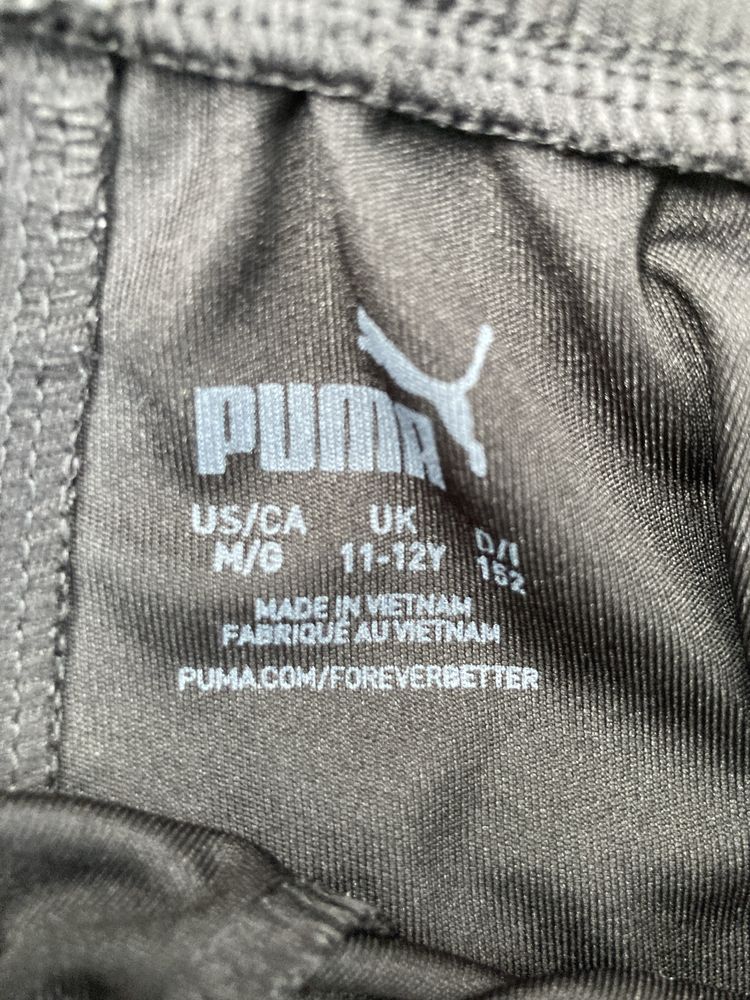 PUMA
US/CA UK D/I
M/G 11-12Y 152
MADE IN VIETNAM
FABRIQUÉ AU VIETNAM
PUMA.COM/FOREVERBETTER